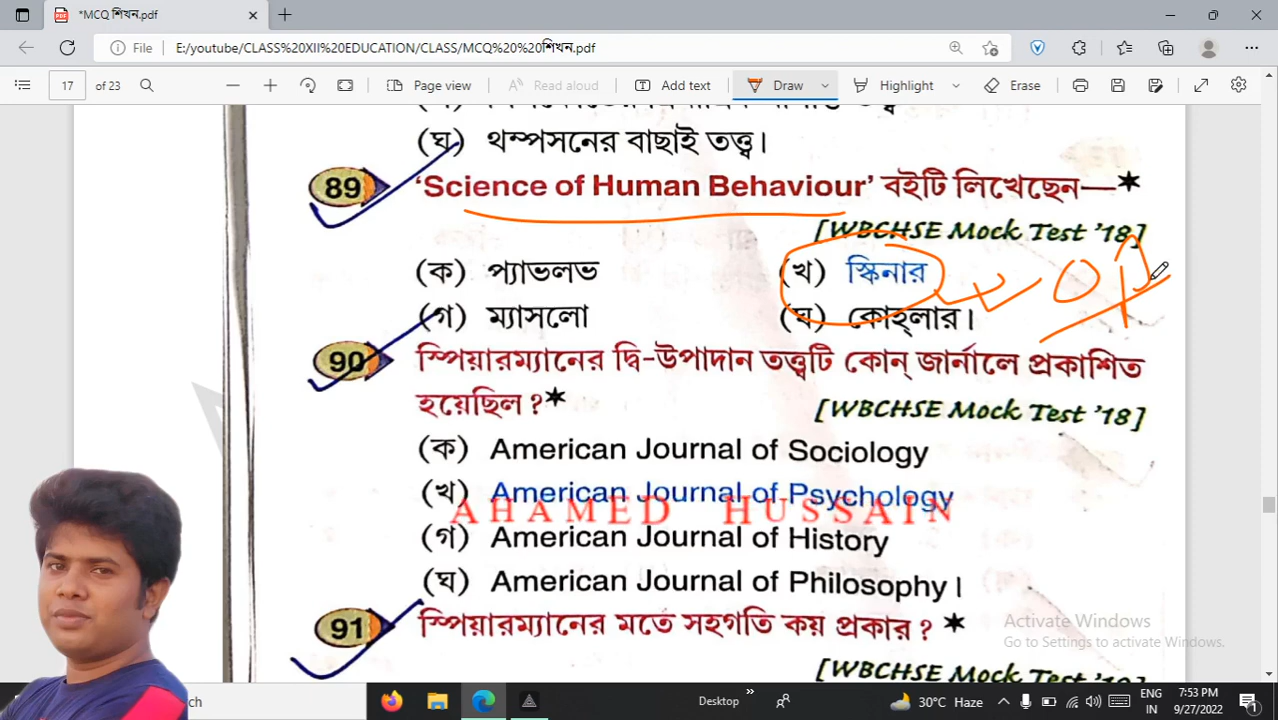 *MCQ শিখন.pdf
File E:/youtube/CLASS%20XII%20EDUCATION/CLASS/MCQ%20%20শিখন.pdf
17 of 23 Page view Read aloud Add text Draw Highlight Erase
(ঘ) থম্পসনের বাছাই তত্ত্ব।
89 'Science of Human Behaviour' বইটি লিখেছেন—★
[WBCHSE Mock Test '18]
(ক) প্যাভলভ (খ) স্কিনার
(গ) ম্যাসলো (ঘ) কোহ্‌লার।
90 স্পিয়ারম্যানের দ্বি-উপাদান তত্ত্বটি কোন্ জার্নালে প্রকাশিত
হয়েছিল ?★ [WBCHSE Mock Test '18]
(ক) American Journal of Sociology
(খ) American Journal of Psychology
AHAMED HUSSAIN
(গ) American Journal of History
(ঘ) American Journal of Philosophy।
91 স্পিয়ারম্যানের মতে সহগতি কয় প্রকার ? ★
[WBCHSE Mock Test
Activate Windows
Go to Settings to activate Windows.
rch Desktop 30°C Haze ENG 7:53 PM
IN 9/27/2022